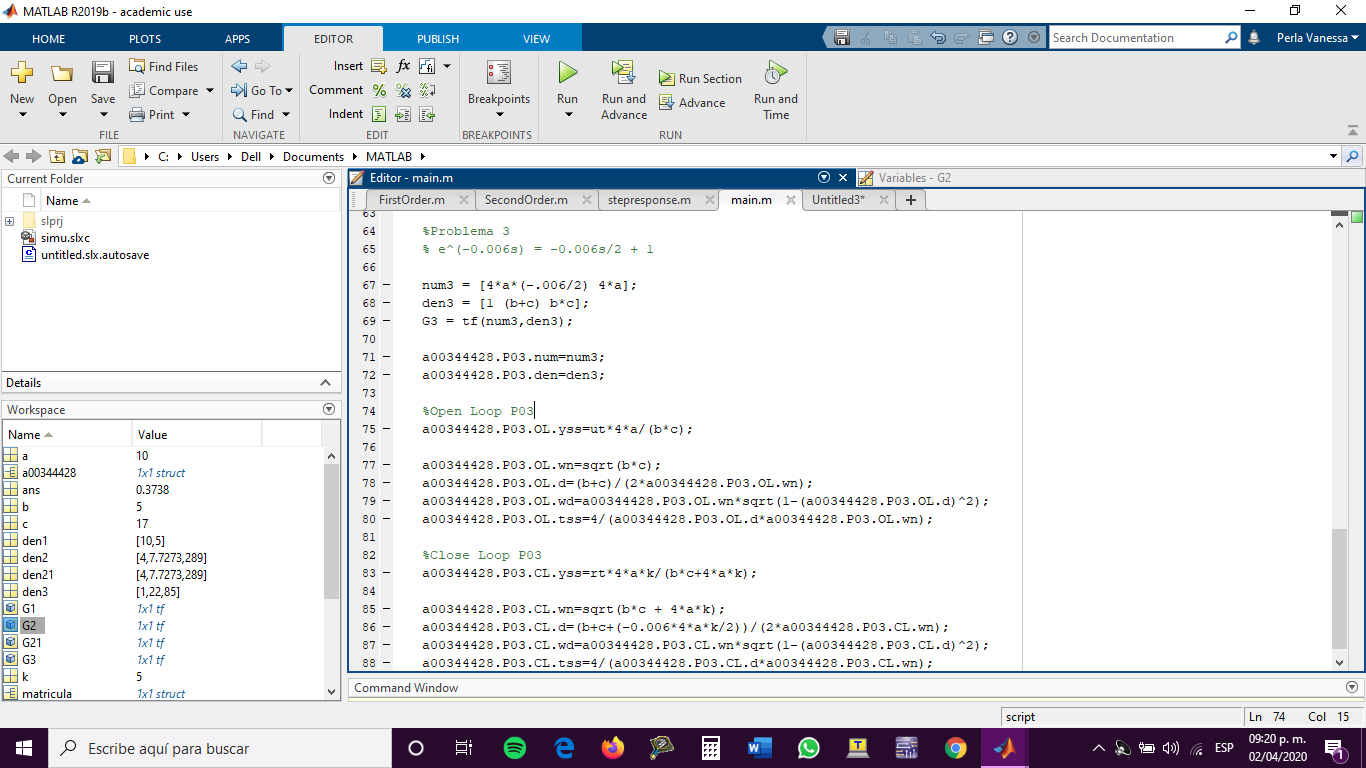 MATLAB R2019b - academic use
HOME PLOTS APPS EDITOR PUBLISH VIEW Search Documentation Perla Vanessa
New Open Save Find Files Compare Print
FILE
Go To Find
NAVIGATE
Insert fx
Comment
Indent
EDIT
Breakpoints
BREAKPOINTS
Run Run and Advance Run Section Advance Run and Time
RUN
C: Users Dell Documents MATLAB
Current Folder
Name
slprj
simu.slxc
untitled.slx.autosave
Details
Workspace
Name Value
a 10
a00344428 1x1 struct
ans 0.3738
b 5
c 17
den1 [10,5]
den2 [4,7.7273,289]
den21 [4,7.7273,289]
den3 [1,22,85]
G1 1x1 tf
G2 1x1 tf
G21 1x1 tf
G3 1x1 tf
k 5
matricula 1x1 struct
Editor - main.m Variables - G2
FirstOrder.m SecondOrder.m stepresponse.m main.m Untitled3* +
63
64 %Problema 3
65 % e^(-0.006s) = -0.006s/2 + 1
66
67 – num3 = [4*a*(-.006/2) 4*a];
68 – den3 = [1 (b+c) b*c];
69 – G3 = tf(num3,den3);
70
71 – a00344428.P03.num=num3;
72 – a00344428.P03.den=den3;
73
74 %Open Loop P03
75 – a00344428.P03.OL.yss=ut*4*a/(b*c);
76
77 – a00344428.P03.OL.wn=sqrt(b*c);
78 – a00344428.P03.OL.d=(b+c)/(2*a00344428.P03.OL.wn);
79 – a00344428.P03.OL.wd=a00344428.P03.OL.wn*sqrt(1-(a00344428.P03.OL.d)^2);
80 – a00344428.P03.OL.tss=4/(a00344428.P03.OL.d*a00344428.P03.OL.wn);
81
82 %Close Loop P03
83 – a00344428.P03.CL.yss=rt*4*a*k/(b*c+4*a*k);
84
85 – a00344428.P03.CL.wn=sqrt(b*c + 4*a*k);
86 – a00344428.P03.CL.d=(b+c+(-0.006*4*a*k/2))/(2*a00344428.P03.CL.wn);
87 – a00344428.P03.CL.wd=a00344428.P03.CL.wn*sqrt(1-(a00344428.P03.CL.d)^2);
88 – a00344428.P03.CL.tss=4/(a00344428.P03.CL.d*a00344428.P03.CL.wn);
Command Window
script Ln 74 Col 15
Escribe aquí para buscar
ESP
09:20 p. m.
02/04/2020
1